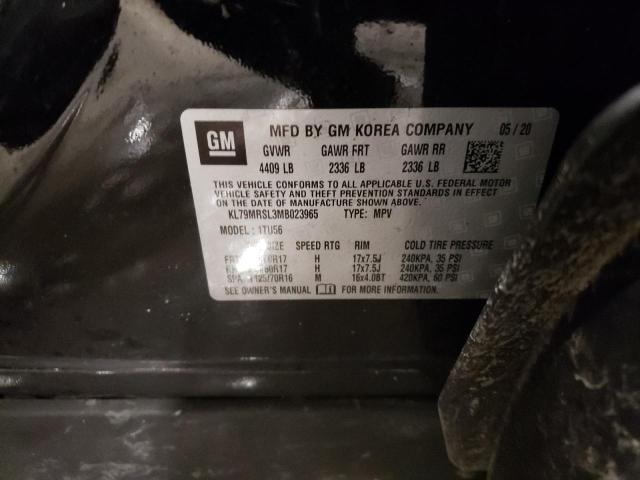 GM
MFD BY GM KOREA COMPANY 05/20
GVWR GAWR FRT GAWR RR
4409 LB 2336 LB 2336 LB
THIS VEHICLE CONFORMS TO ALL APPLICABLE U.S. FEDERAL MOTOR
VEHICLE SAFETY AND THEFT PREVENTION STANDARDS IN EFFECT
ON THE DATE OF MANUFACTURE SHOWN ABOVE.
KL79MRSL3MB023965 TYPE: MPV
MODEL: 1TU56
SIZE SPEED RTG RIM COLD TIRE PRESSURE
H 17x7.5J 240KPA, 35 PSI
H 17x7.5J 240KPA, 35 PSI
T125/70R16 M 16x4.0BT 420KPA, 60 PSI
SEE OWNER'S MANUAL FOR MORE INFORMATION.